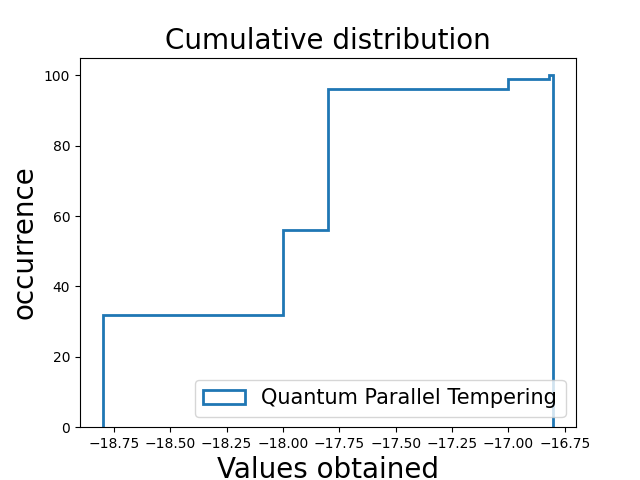 Cumulative distribution
occurrence
100
80
60
40
20
0
Quantum Parallel Tempering
−18.75 −18.50 −18.25 −18.00 −17.75 −17.50 −17.25 −17.00 −16.75
Values obtained